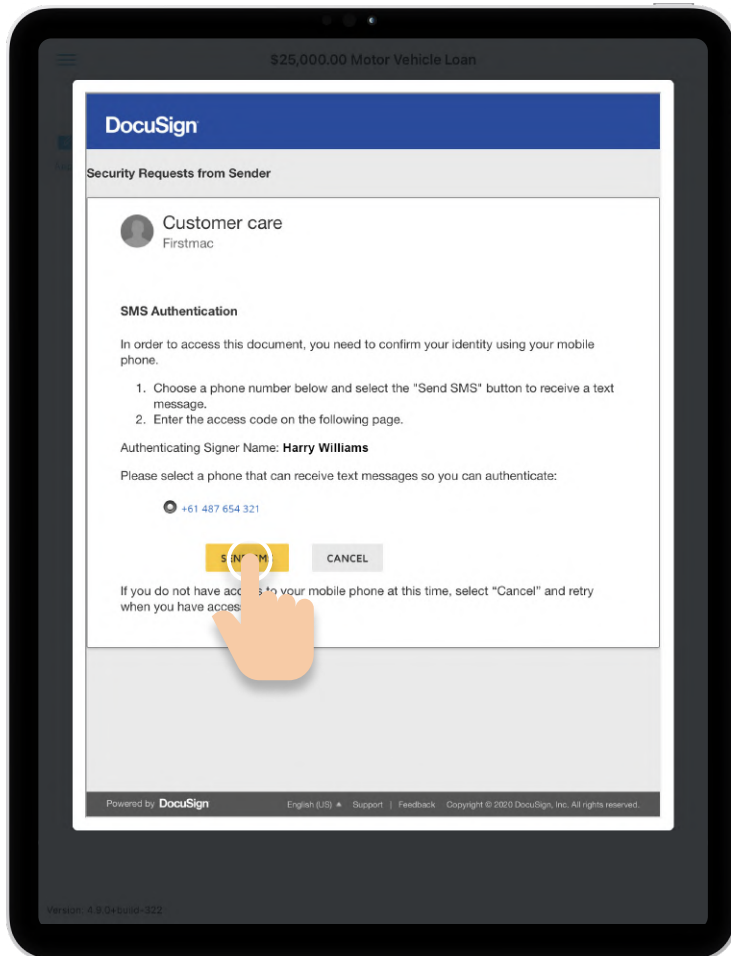 $25,000.00 Motor Vehicle Loan
DocuSign
Security Requests from Sender
Customer care
Firstmac
SMS Authentication
In order to access this document, you need to confirm your identity using your mobile
phone.
1. Choose a phone number below and select the "Send SMS" button to receive a text
message.
2. Enter the access code on the following page.
Authenticating Signer Name: Harry Williams
Please select a phone that can receive text messages so you can authenticate:
+61 487 654 321
CANCEL
If you do not have to your mobile phone at this time, select “Cancel” and retry
when you have
Powered by DocuSign English (US) Support | Feedback Copyright © 2020 DocuSign, Inc. All rights reserved.
Version: 4.9.0+build-322